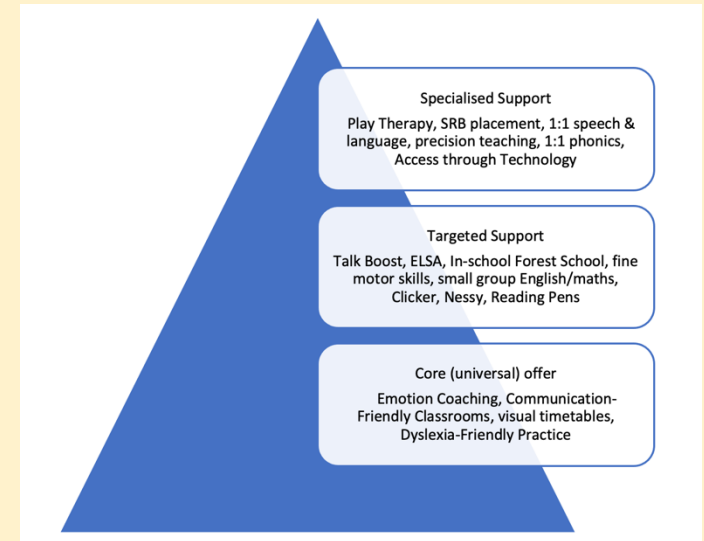 Specialised Support
Play Therapy, SRB placement, 1:1 speech &
language, precision teaching, 1:1 phonics,
Access through Technology
Targeted Support
Talk Boost, ELSA, In-school Forest School, fine
motor skills, small group English/maths,
Clicker, Nessy, Reading Pens
Core (universal) offer
Emotion Coaching, Communication-
Friendly Classrooms, visual timetables,
Dyslexia-Friendly Practice